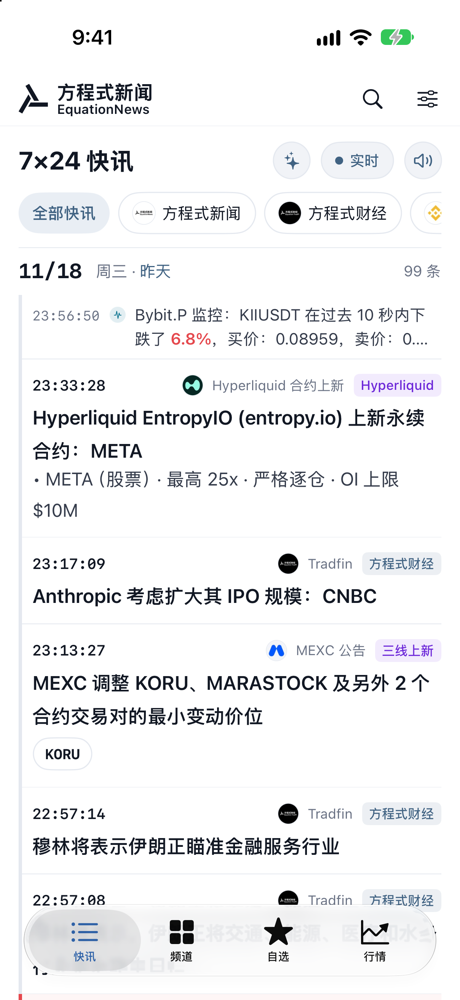 9:41
方程式新闻
EquationNews
7×24 快讯
实时
全部快讯
方程式新闻
方程式财经
11/18 周三 · 昨天 99 条
23:56:50 Bybit.P 监控：KIIUSDT 在过去 10 秒内下
跌了 6.8%，买价：0.08959，卖价：0....
23:33:28 Hyperliquid 合约上新 Hyperliquid
Hyperliquid EntropyIO (entropy.io) 上新永续
合约：META
• META（股票）· 最高 25x · 严格逐仓 · OI 上限
$10M
23:17:09 Tradfin 方程式财经
Anthropic 考虑扩大其 IPO 规模：CNBC
23:13:27 MEXC 公告 三线上新
MEXC 调整 KORU、MARASTOCK 及另外 2 个
合约交易对的最小变动价位
KORU
22:57:14 Tradfin 方程式财经
穆林将表示伊朗正瞄准金融服务行业
22:57:08 Tradfin 方程式财经
快讯
频道
自选
行情